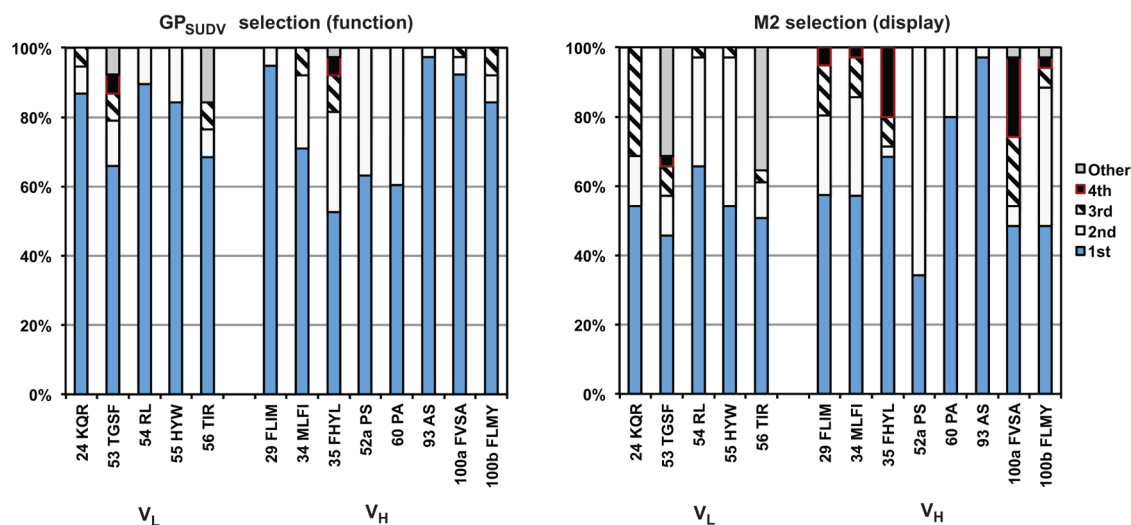 GPSUDV selection (function)
100%
80%
60%
40%
20%
0%
24 KQR
53 TGSF
54 RL
55 HYW
56 TIR
29 FLIM
34 MLFI
35 FHYL
52a PS
60 PA
93 AS
100a FVSA
100b FLMY
VL
VH
M2 selection (display)
100%
80%
60%
40%
20%
0%
24 KQR
53 TGSF
54 RL
55 HYW
56 TIR
29 FLIM
34 MLFI
35 FHYL
52a PS
60 PA
93 AS
100a FVSA
100b FLMY
VL
VH
Other
4th
3rd
2nd
1st